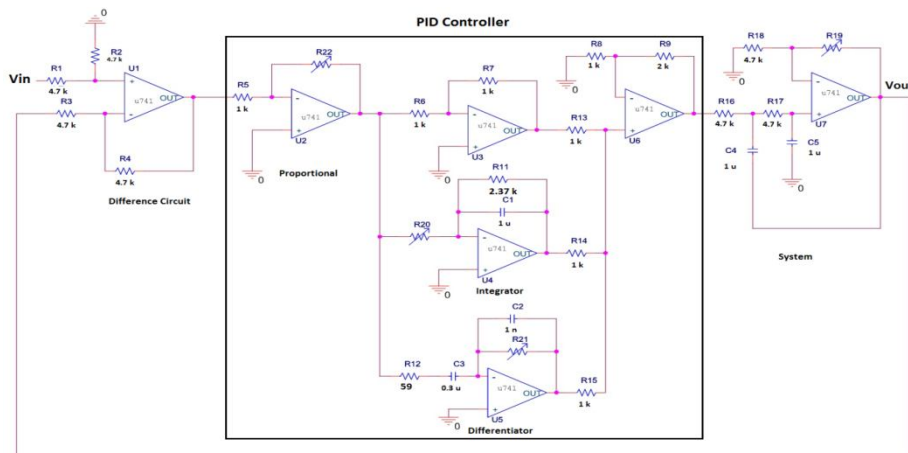 PID Controller
0
R2
4.7 k
Vin
R1
4.7 k
U1
+
-
u741
OUT
R3
4.7 k
R4
4.7 k
Difference Circuit
R5
1 k
R22
-
+
u741
OUT
U2
0
Proportional
R6
1 k
R7
1 k
-
+
u741
OUT
U3
0
R13
1 k
R11
2.37 k
C1
1 u
R20
-
+
u741
OUT
U4
0
Integrator
R14
1 k
C2
1 n
R21
R12
59
C3
0.3 u
-
+
u741
OUT
U5
0
Differentiator
R15
1 k
R8
1 k
0
R9
2 k
-
+
u741
OUT
U6
R16
4.7 k
R17
4.7 k
C4
1 u
C5
1 u
0
R18
4.7 k
0
R19
-
+
u741
OUT
U7
Vou
System